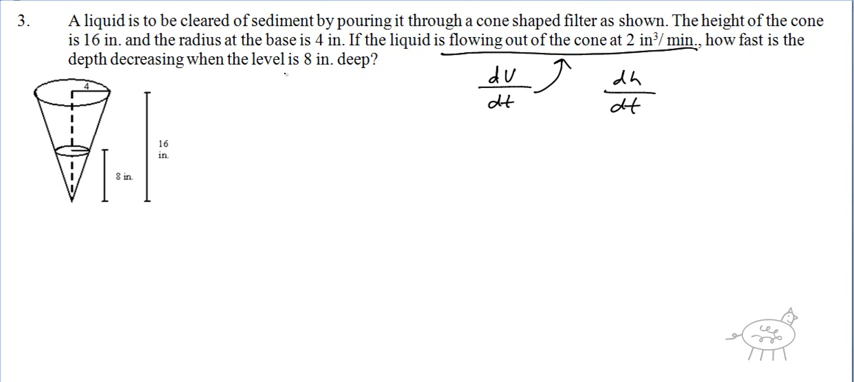 3. A liquid is to be cleared of sediment by pouring it through a cone shaped filter as shown. The height of the cone
is 16 in. and the radius at the base is 4 in. If the liquid is flowing out of the cone at 2 in³/ min., how fast is the
depth decreasing when the level is 8 in. deep?
dV/dt dh/dt
4
16
in.
8 in.